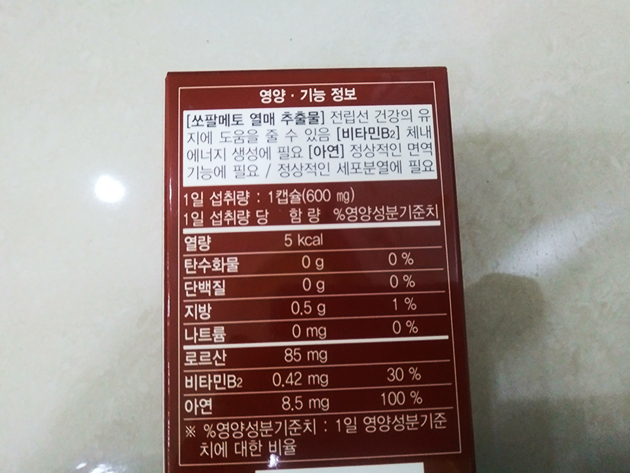 영양 · 기능 정보
[쏘팔메토 열매 추출물] 전립선 건강의 유
지에 도움을 줄 수 있음 [비타민B₂] 체내
에너지 생성에 필요 [아연] 정상적인 면역
기능에 필요 / 정상적인 세포분열에 필요
1일 섭취량 : 1캡슐(600 mg)
1일 섭취량 당 함 량 %영양성분기준치
열량 5 kcal
탄수화물 0 g 0 %
단백질 0 g 0 %
지방 0.5 g 1 %
나트륨 0 mg 0 %
로르산 85 mg
비타민B₂ 0.42 mg 30 %
아연 8.5 mg 100 %
※ %영양성분기준치 : 1일 영양성분기준
치에 대한 비율